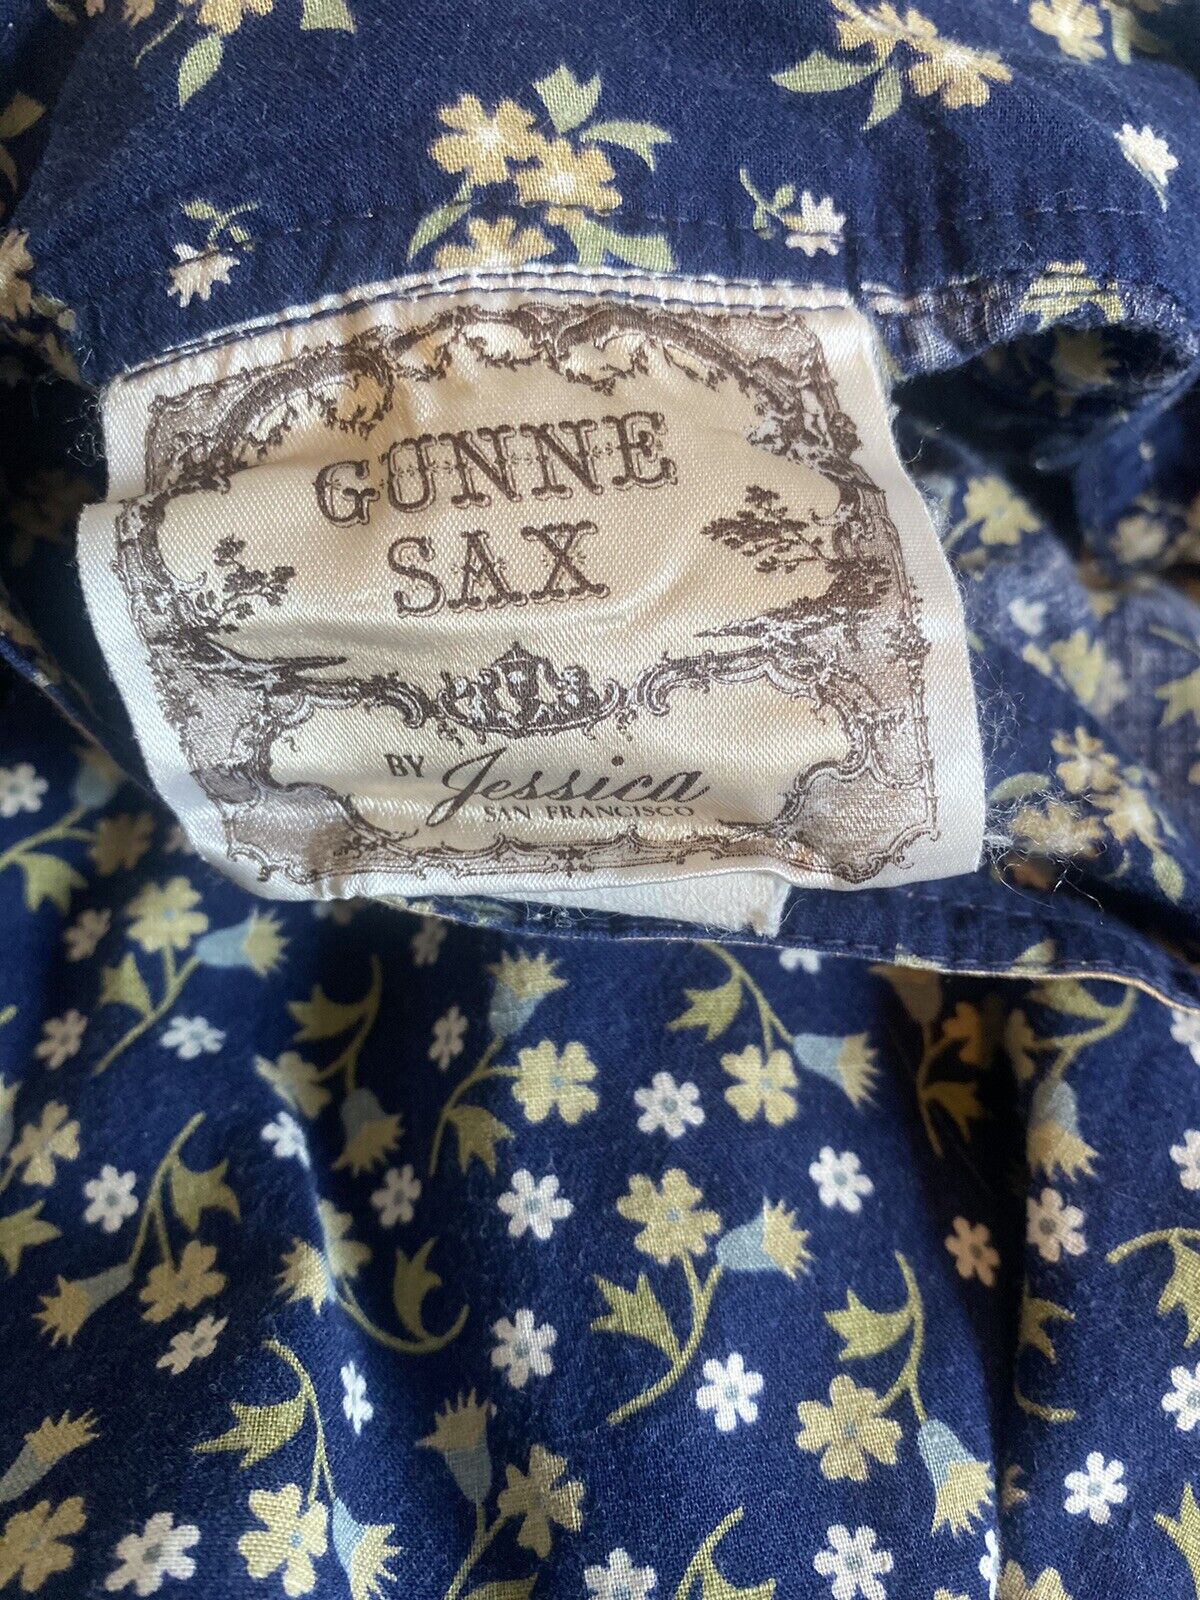 GUNNE
SAX
BY Jessica
SAN FRANCISCO